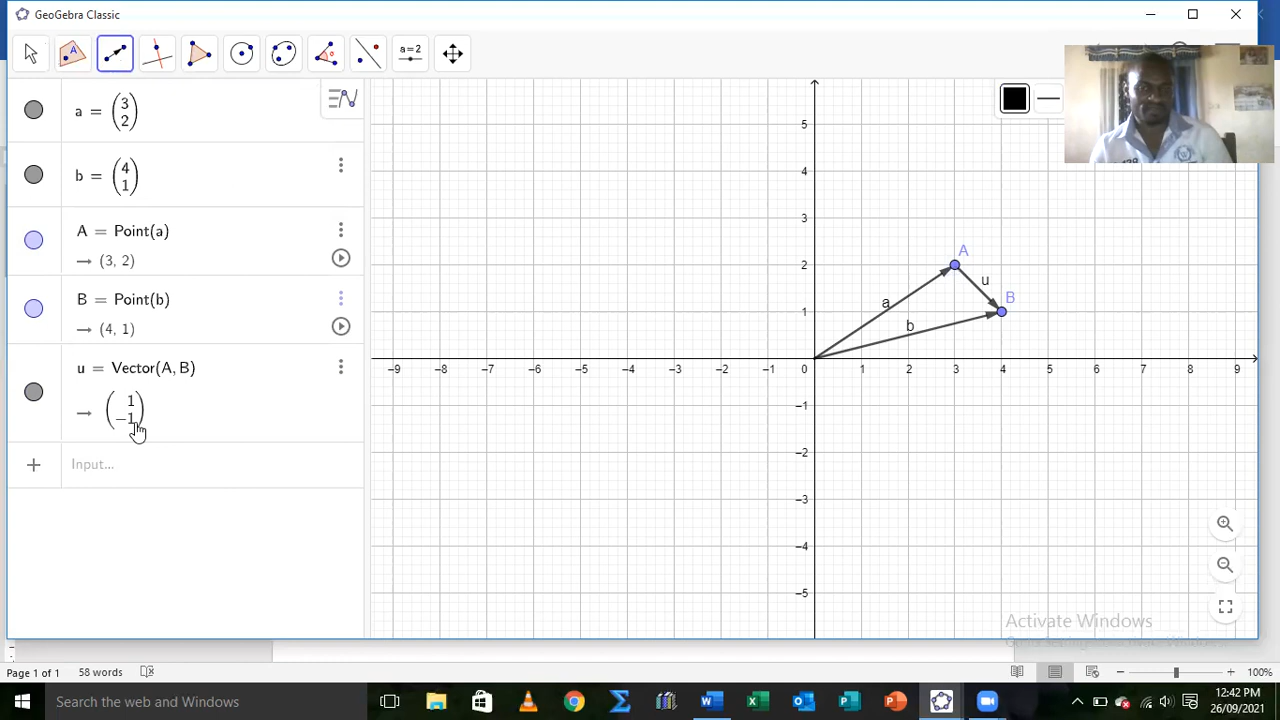 GeoGebra Classic
A
a=2
a = (3 2)
b = (4 1)
A = Point(a)
→ (3, 2)
B = Point(b)
→ (4, 1)
u = Vector(A, B)
→ (1 −1)
+ Input...
5
4
3
2
1
−1
−2
−3
−4
−5
−9 −8 −7 −6 −5 −4 −3 −2 −1 0 1 2 3 4 5 6 7 8 9
A
u
B
a
b
Activate Windows
Page 1 of 1 58 words 100%
Search the web and Windows
12:42 PM
26/09/2021